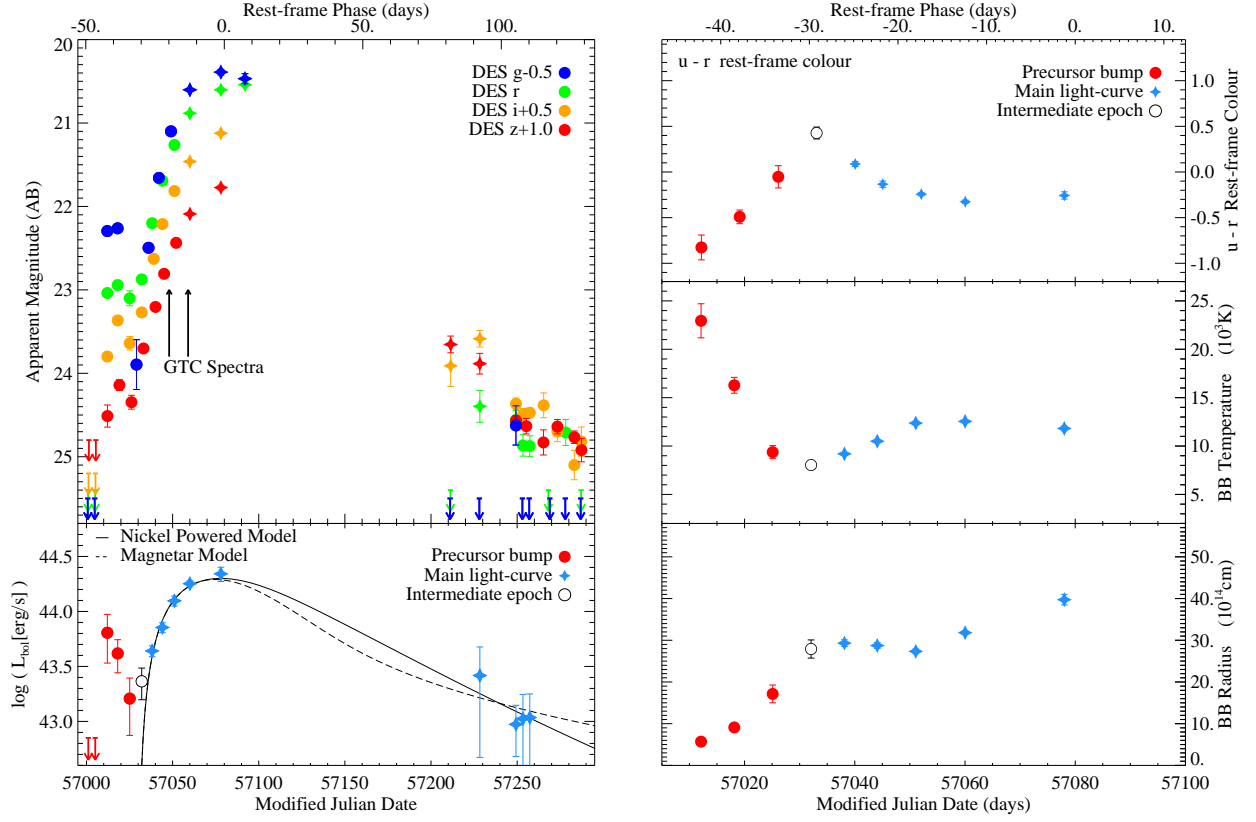 Rest-frame Phase (days)
-50. 0. 50. 100.
20
21
22
23
24
25
Apparent Magnitude (AB)
DES g-0.5
DES r
DES i+0.5
DES z+1.0
GTC Spectra
Nickel Powered Model
Magnetar Model
Precursor bump
Main light-curve
Intermediate epoch
44.5
44.0
43.5
43.0
log ( L_bol [erg/s] )
57000 57050 57100 57200 57250
Modified Julian Date
Rest-frame Phase (days)
-40. -30. -20. -10. 0. 10.
u - r rest-frame colour
Precursor bump
Main light-curve
Intermediate epoch
1.0
0.5
0.0
-0.5
-1.0
u - r Rest-frame Colour
25.
20.
15.
10.
5.
BB Temperature (10³K)
50.
40.
30.
20.
10.
0.
BB Radius (10¹⁴cm)
57020 57040 57060 57080 57100
Modified Julian Date (days)